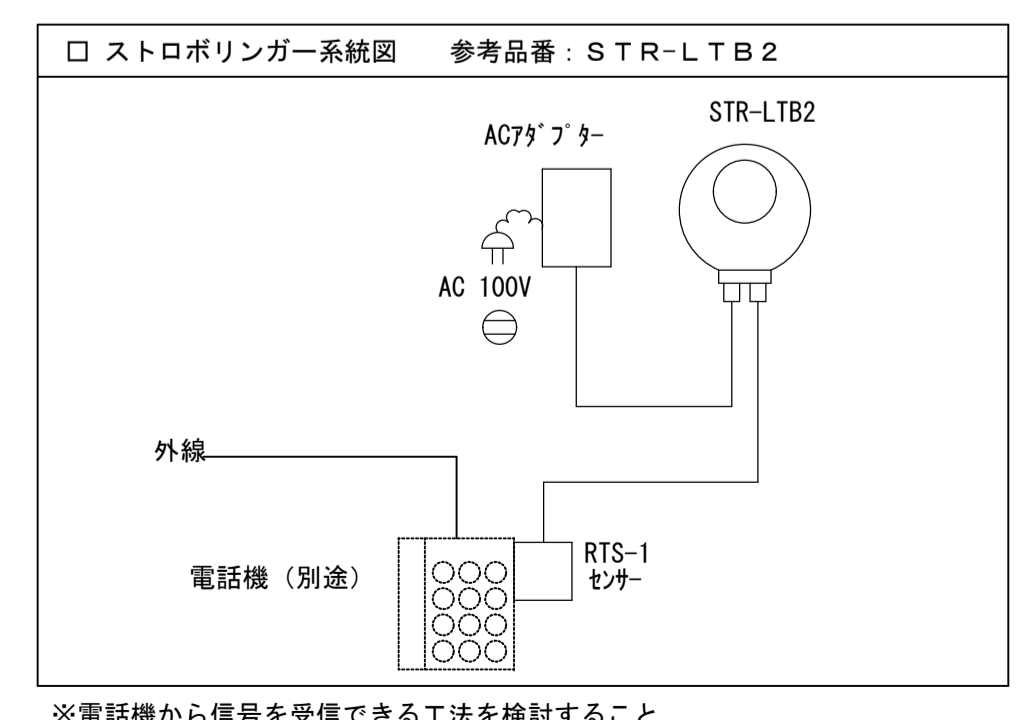 □ ストロボリンガー系統図　　参考品番：ＳＴＲ-ＬＴＢ２
STR-LTB2
ACｱﾀﾞﾌﾟﾀｰ
AC 100V
外線
RTS-1
ｾﾝｻｰ
電話機（別途）
※電話機から信号を受信できる工法を検討すること